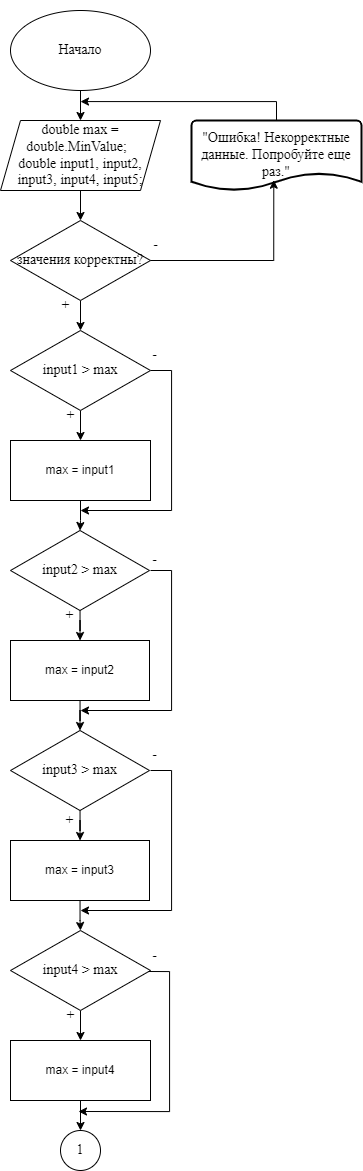 Начало
double max =
double.MinValue;
double input1, input2,
input3, input4, input5;
"Ошибка! Некорректные
данные. Попробуйте еще
раз."
значения корректны?
-
+
input1 > max
-
+
max = input1
input2 > max
-
+
max = input2
input3 > max
-
+
max = input3
input4 > max
-
+
max = input4
1